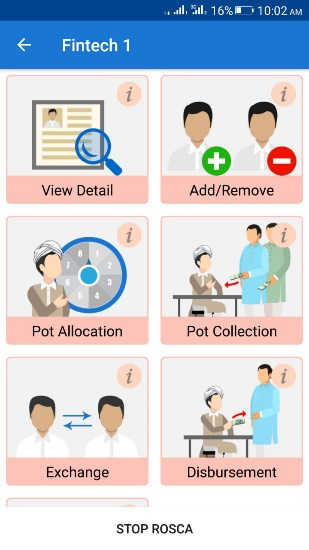 16% 10:02 AM
Fintech 1
i
i
View Detail
Add/Remove
i
i
Pot Allocation
Pot Collection
i
i
Exchange
Disbursement
STOP ROSCA